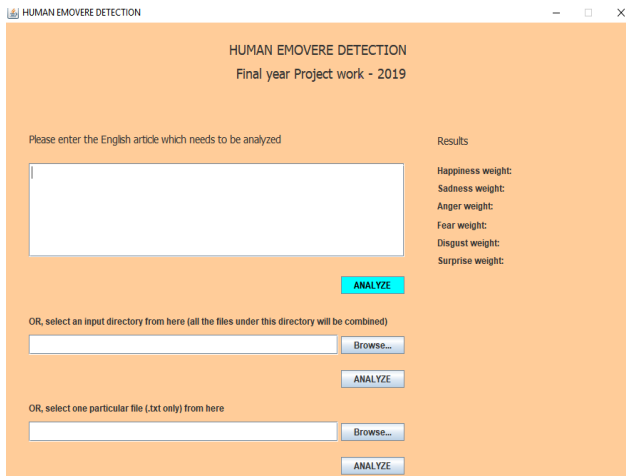 HUMAN EMOVERE DETECTION
HUMAN EMOVERE DETECTION
Final year Project work - 2019
Please enter the English article which needs to be analyzed
Results
Happiness weight:
Sadness weight:
Anger weight:
Fear weight:
Disgust weight:
Surprise weight:
ANALYZE
OR, select an input directory from here (all the files under this directory will be combined)
Browse...
ANALYZE
OR, select one particular file (.txt only) from here
Browse...
ANALYZE